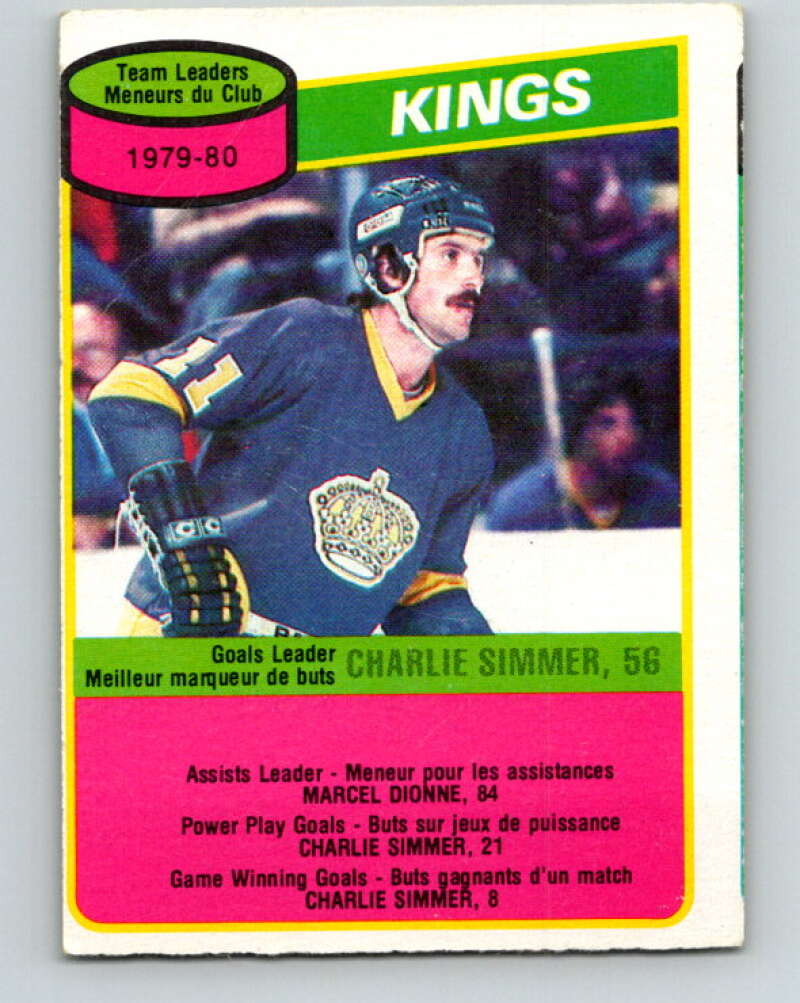 Team Leaders
Meneurs du Club
1979-80
KINGS
11
Goals Leader
Meilleur marqueur de buts
CHARLIE SIMMER, 56
Assists Leader - Meneur pour les assistances
MARCEL DIONNE, 84
Power Play Goals - Buts sur jeux de puissance
CHARLIE SIMMER, 21
Game Winning Goals - Buts gagnants d'un match
CHARLIE SIMMER, 8